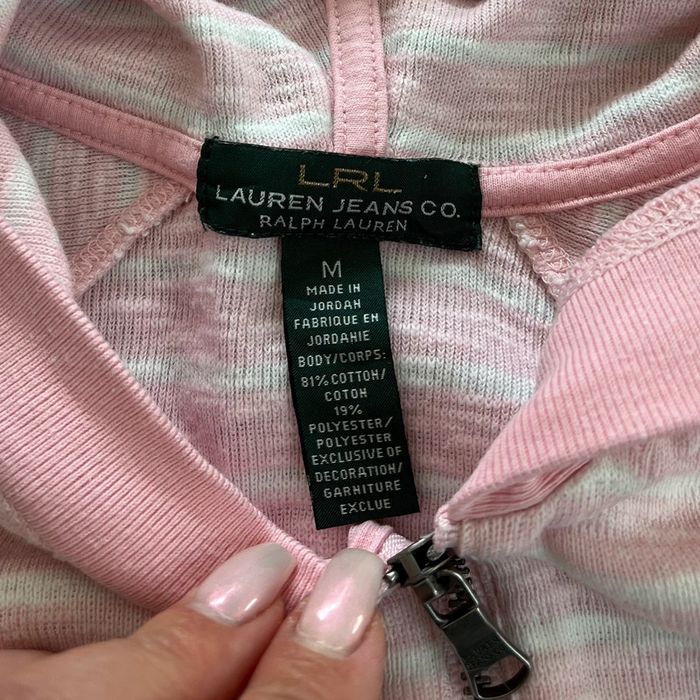 LRL
LAUREN JEANS CO.
RALPH LAUREN
M
MADE IN
JORDAN
FABRIQUE EN
JORDANIE
BODY/CORPS:
81% COTTON/
COTON
19%
POLYESTER/
POLYESTER
EXCLUSIVE OF
DECORATION/
GARNITURE
EXCLUE